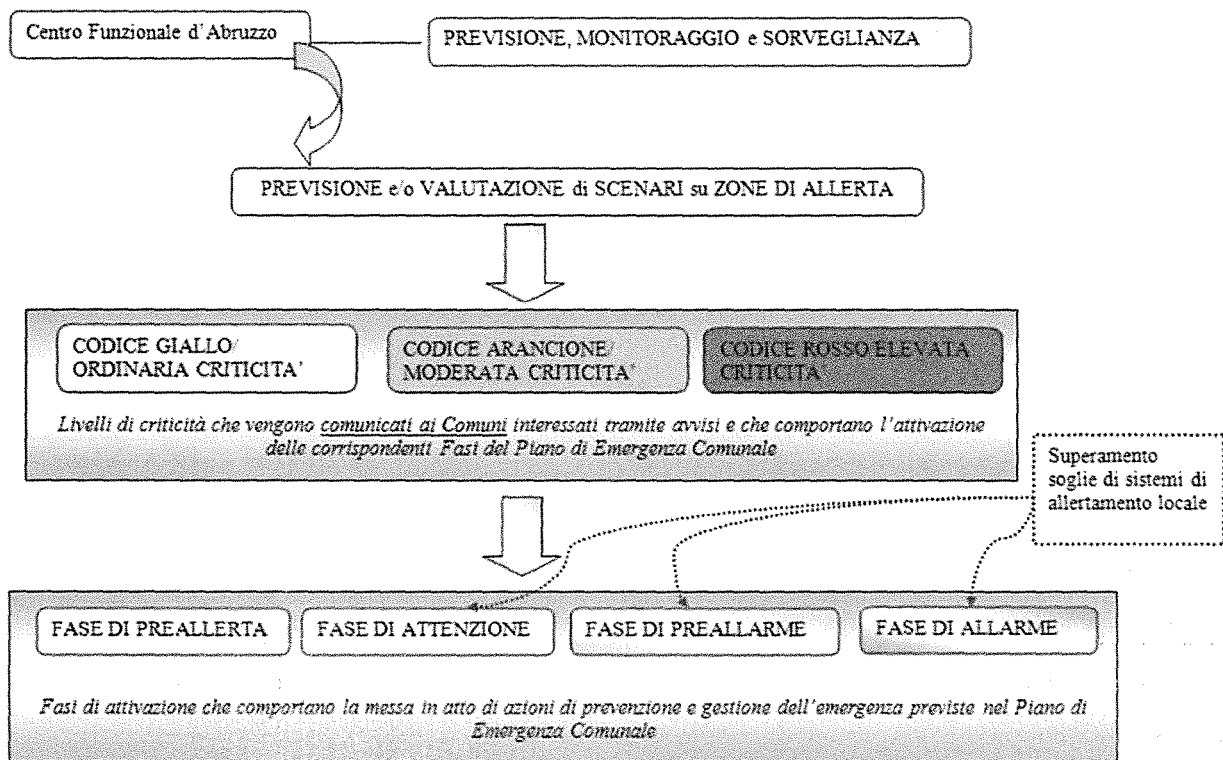 Centro Funzionale d'Abruzzo
PREVISIONE, MONITORAGGIO e SORVEGLIANZA
PREVISIONE e/o VALUTAZIONE di SCENARI su ZONE DI ALLERTA
CODICE GIALLO/
ORDINARIA CRITICITA'
CODICE ARANCIONE/
MODERATA CRITICITA'
CODICE ROSSO ELEVATA
CRITICITA
Livelli di criticità che vengono comunicati ai Comuni interessati tramite avvisi e che comportano l'attivazione
delle corrispondenti Fasi del Piano di Emergenza Comunale
Superamento
soglie di sistemi di
allertamento locale
FASE DI PREALLERTA
FASE DI ATTENZIONE
FASE DI PREALLARME
FASE DI ALLARME
Fasi di attivazione che comportano la messa in atto di azioni di prevenzione e gestione dell'emergenza previste nel Piano di
Emergenza Comunale